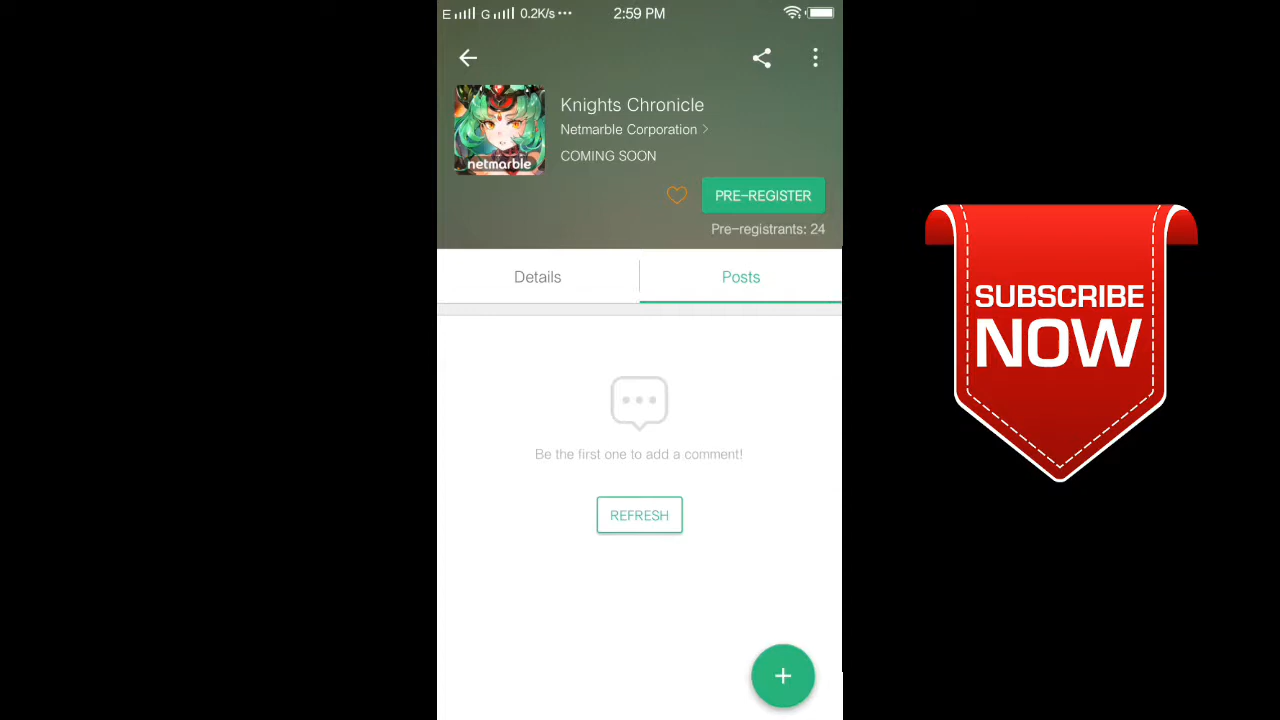 E G 0.2K/s ··· 2:59 PM
Knights Chronicle
netmarble
Netmarble Corporation >
COMING SOON
PRE-REGISTER
Pre-registrants: 24
Details Posts
Be the first one to add a comment!
REFRESH
+
SUBSCRIBE
NOW